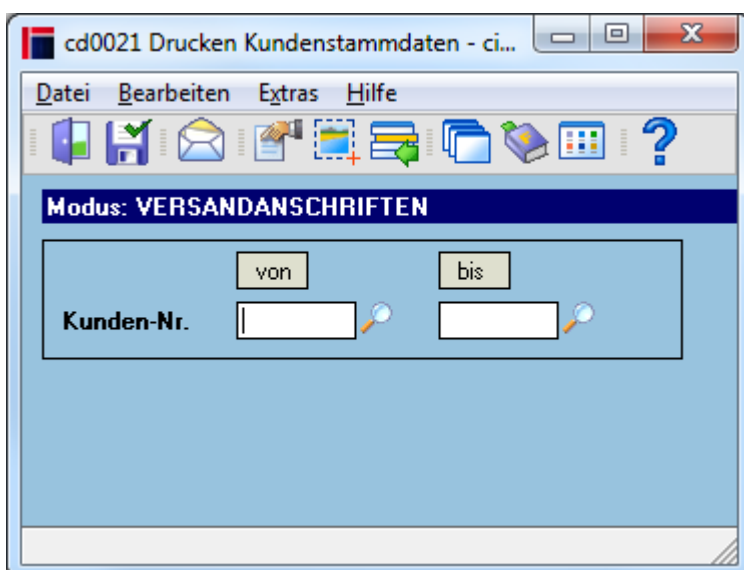 cd0021 Drucken Kundenstammdaten - ci...
Datei Bearbeiten Extras Hilfe
Modus: VERSANDANSCHRIFTEN
von bis
Kunden-Nr.